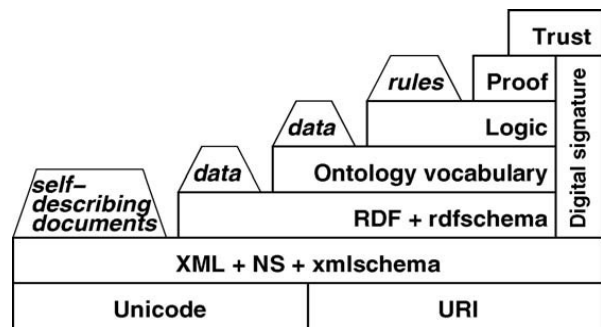 Trust
rules
Proof
data
Logic
Digital signature
data
Ontology vocabulary
self-
describing
documents
RDF + rdfschema
XML + NS + xmlschema
Unicode
URI